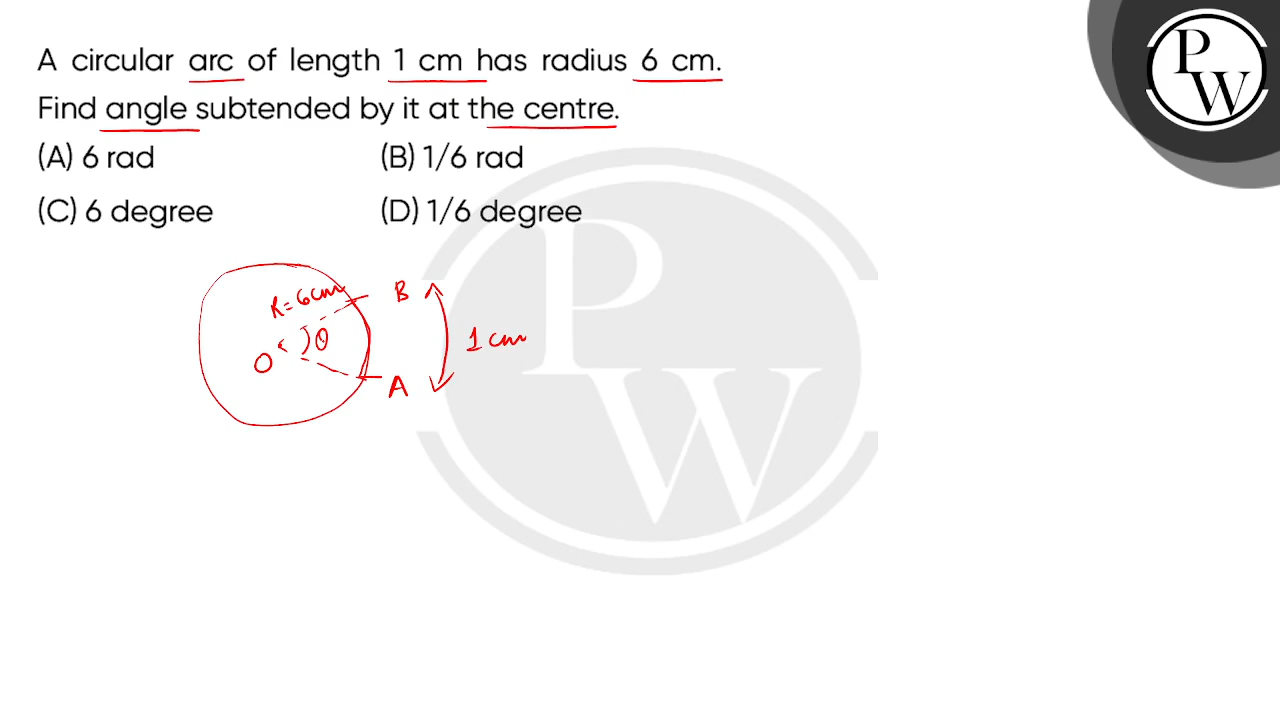 A circular arc of length 1 cm has radius 6 cm.
Find angle subtended by it at the centre.
(A) 6 rad (B) 1/6 rad
(C) 6 degree (D) 1/6 degree
R=6cm
B
θ
1 cm
O
A
P
W
P
W